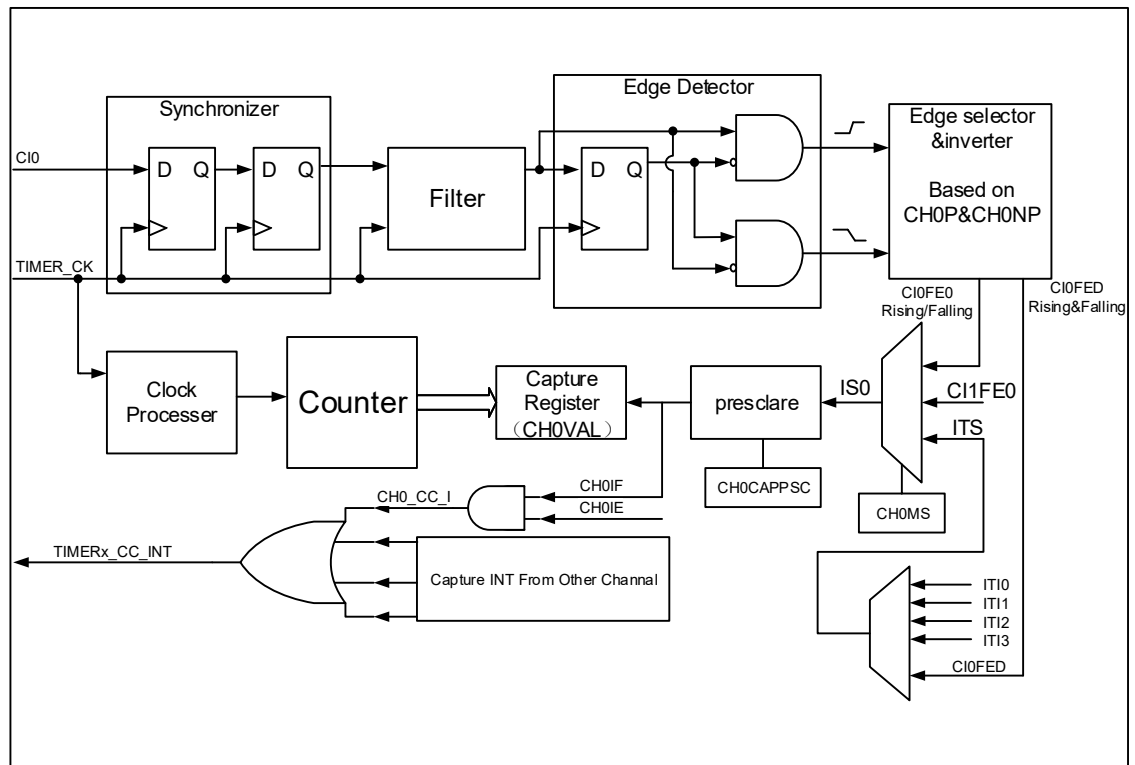 Synchronizer
Edge Detector
CI0
D Q
D Q
Filter
D Q
Edge selector
&inverter
Based on
CH0P&CH0NP
TIMER_CK
CI0FE0
Rising/Falling
CI0FED
Rising&Falling
Clock
Processer
Counter
Capture
Register
（CH0VAL）
presclare
IS0
CI1FE0
ITS
CH0CAPPSC
CH0MS
CH0_CC_I
CH0IF
CH0IE
TIMERx_CC_INT
Capture INT From Other Channel
ITI0
ITI1
ITI2
ITI3
CI0FED